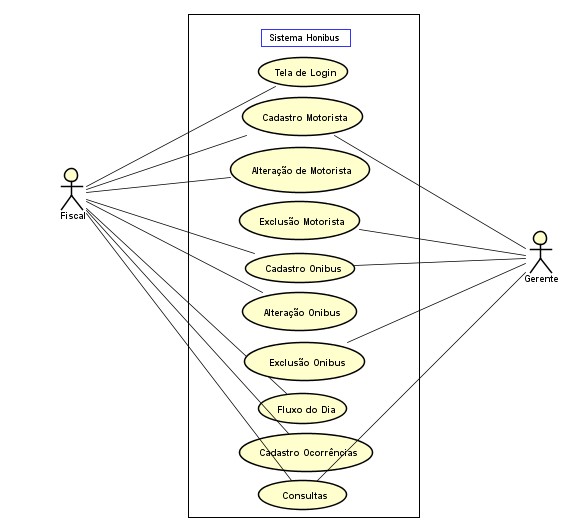 Sistema Honibus
Tela de Login
Cadastro Motorista
Alteração de Motorista
Fiscal
Exclusão Motorista
Cadastro Onibus
Gerente
Alteração Onibus
Exclusão Onibus
Fluxo do Dia
Cadastro Ocorrências
Consultas